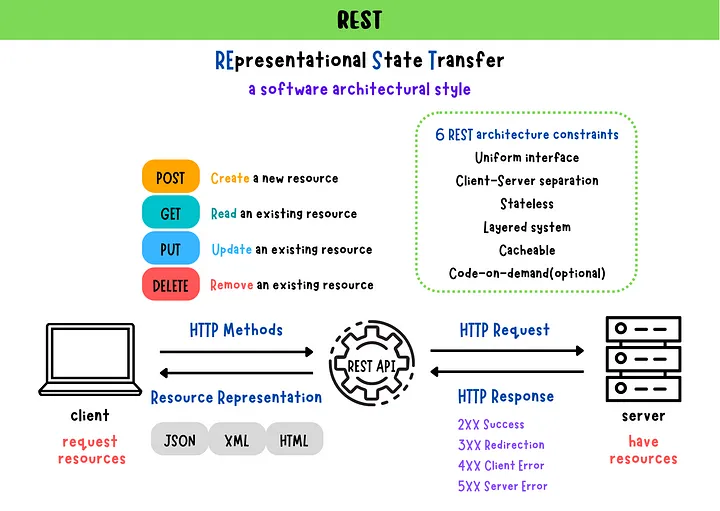 REST
REpresentational State Transfer
a software architectural style
6 REST architecture constraints
Uniform interface
Client-Server separation
Stateless
Layered system
Cacheable
Code-on-demand(optional)
POST Create a new resource
GET Read an existing resource
PUT Update an existing resource
DELETE Remove an existing resource
HTTP Methods
REST API
Resource Representation
JSON XML HTML
HTTP Request
HTTP Response
2XX Success
3XX Redirection
4XX Client Error
5XX Server Error
client
request
resources
server
have
resources